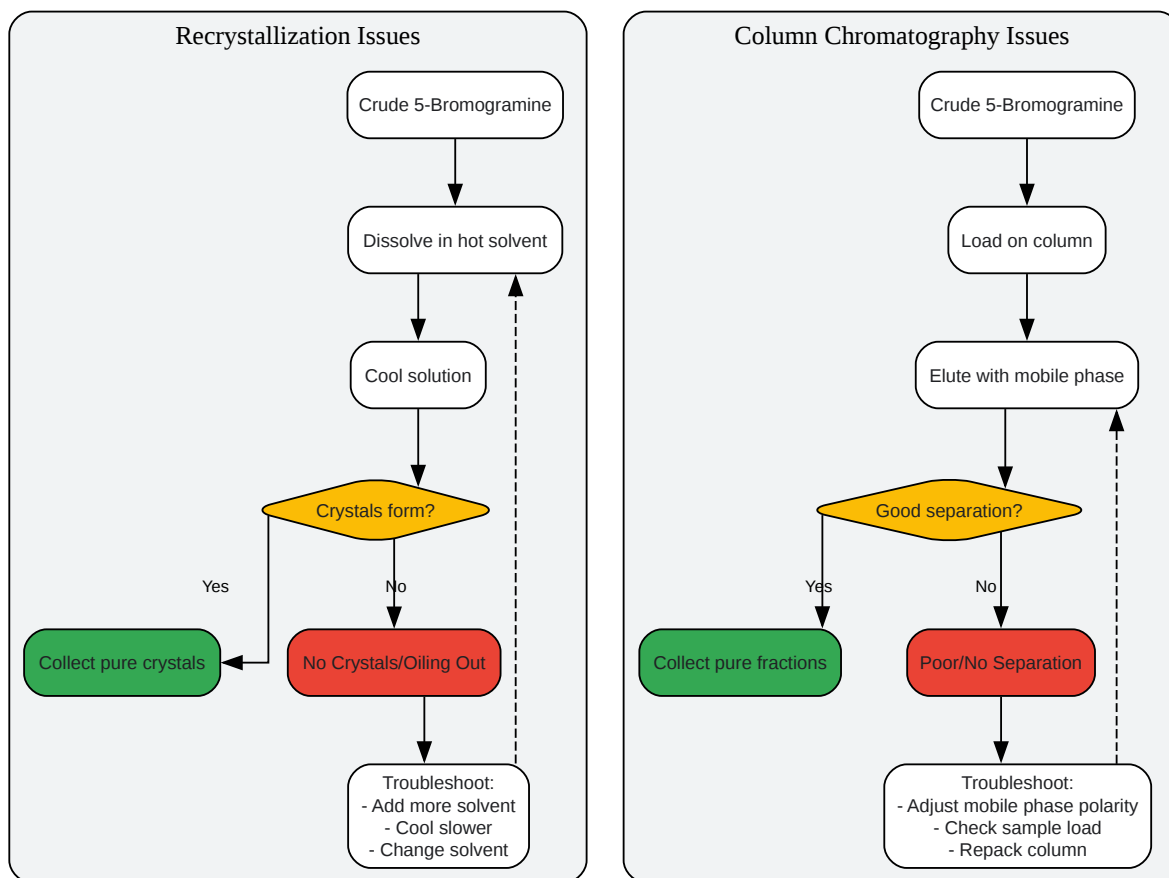 Recrystallization Issues
Crude 5-Bromogramine
Dissolve in hot solvent
Cool solution
Crystals form?
Yes
No
Collect pure crystals
No Crystals/Oiling Out
Troubleshoot:
- Add more solvent
- Cool slower
- Change solvent
Column Chromatography Issues
Crude 5-Bromogramine
Load on column
Elute with mobile phase
Good separation?
Yes
No
Collect pure fractions
Poor/No Separation
Troubleshoot:
- Adjust mobile phase polarity
- Check sample load
- Repack column